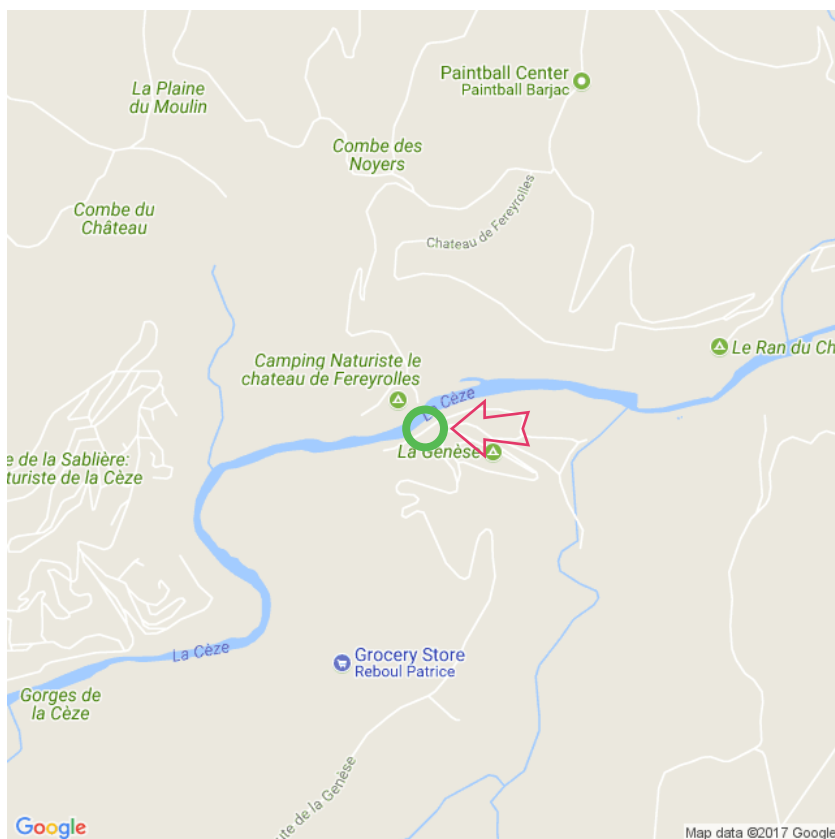 Paintball Center
Paintball Barjac
La Plaine
du Moulin
Combe des
Noyers
Combe du
Château
Chateau de Fereyrolles
Le Ran du Ch
Camping Naturiste le
chateau de Fereyrolles
La Cèze
La Genèse
e de la Sablière:
turiste de la Cèze
La Cèze
Grocery Store
Reboul Patrice
Gorges de
la Cèze
ute de la Genèse
Google
Map data ©2017 Google